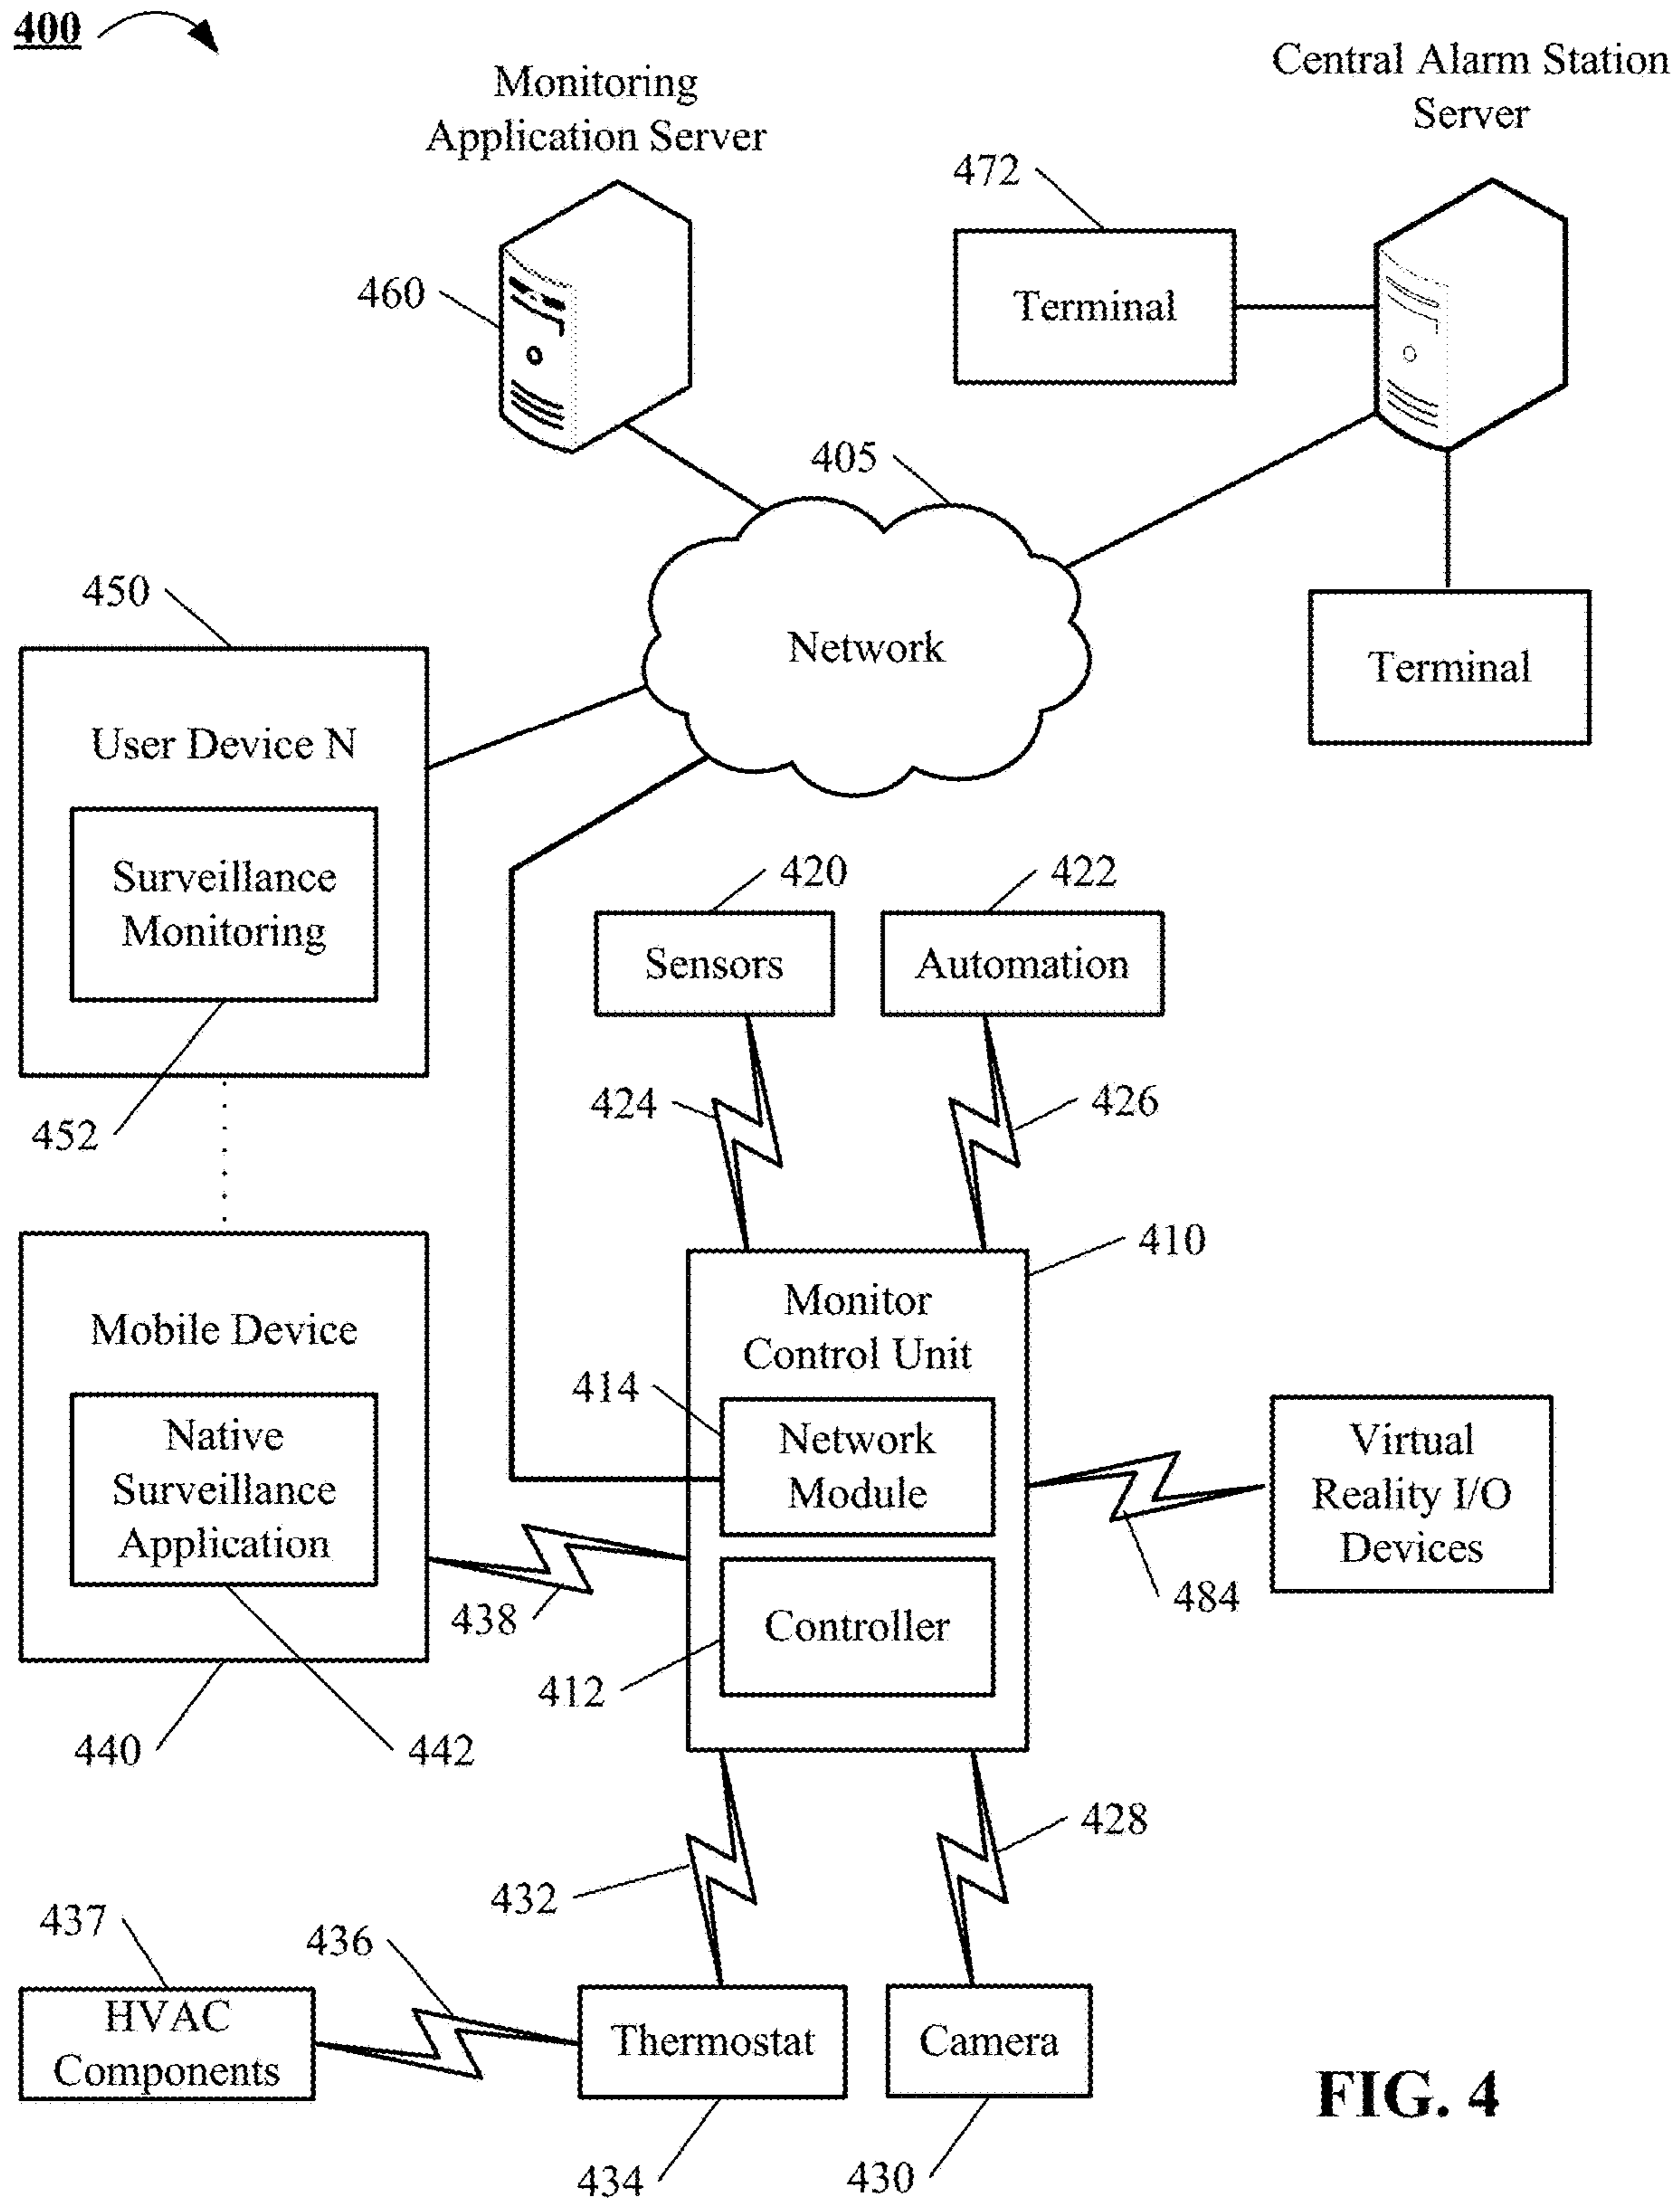 400
Monitoring
Application Server
Central Alarm Station
Server
472
Terminal
460
405
Network
Terminal
450
User Device N
Surveillance
Monitoring
452
420
422
Sensors
Automation
424
426
410
Monitor
Control Unit
414
Network
Module
Controller
412
Mobile Device
Native
Surveillance
Application
438
440
442
Virtual
Reality I/O
Devices
484
432
428
437
436
HVAC
Components
Thermostat
Camera
434
430
FIG. 4